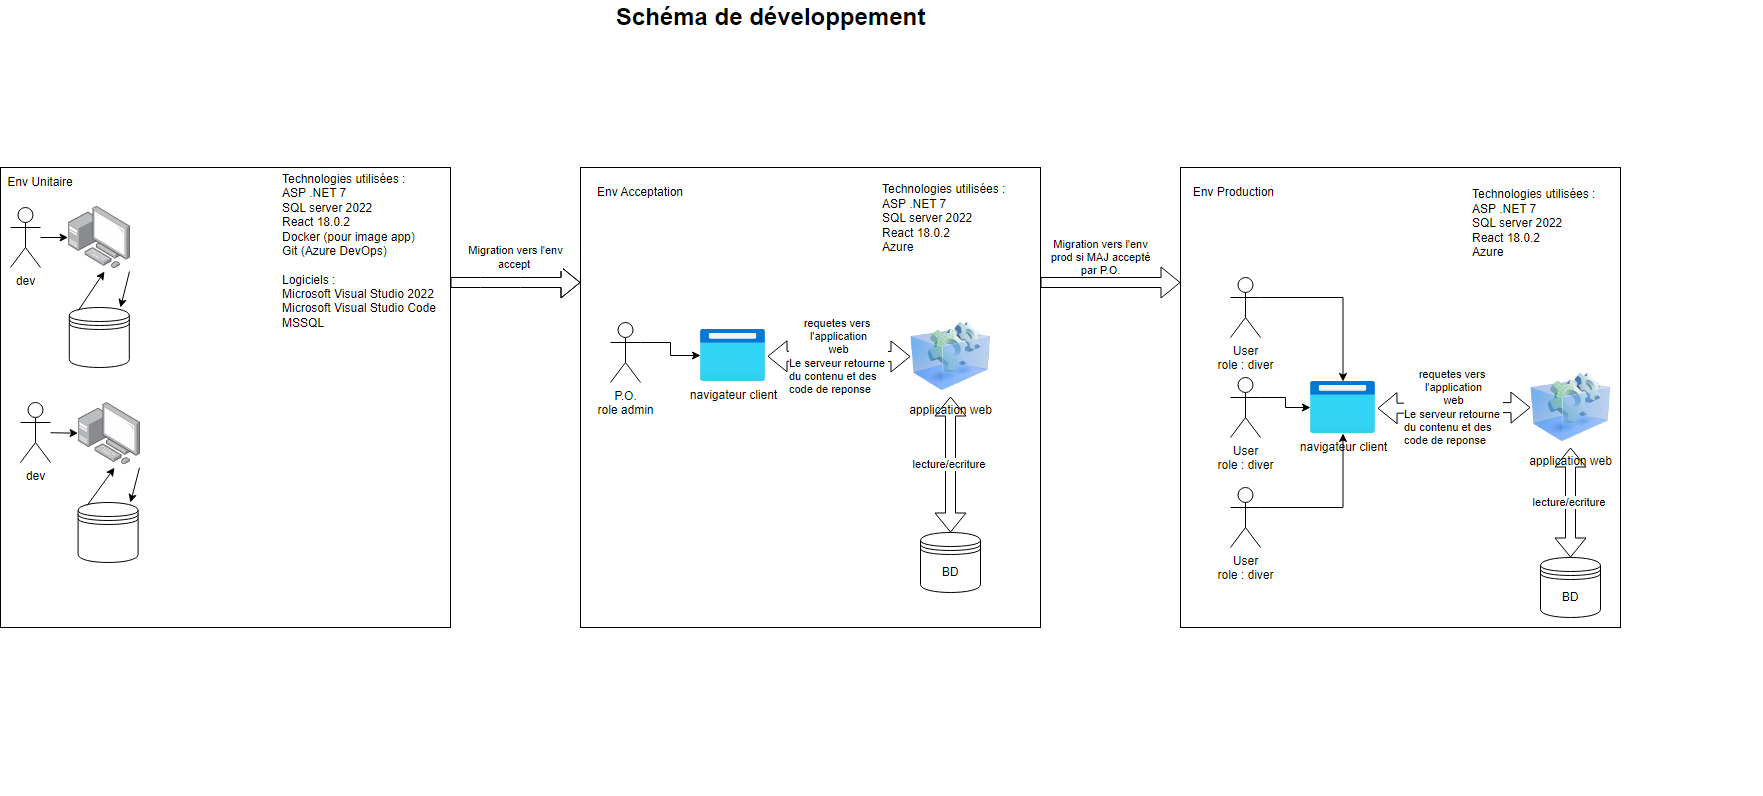 Schéma de développement
Env Unitaire
Technologies utilisées :
ASP .NET 7
SQL server 2022
React 18.0.2
Docker (pour image app)
Git (Azure DevOps)
Logiciels :
Microsoft Visual Studio 2022
Microsoft Visual Studio Code
MSSQL
dev
dev
Migration vers l'env
accept
Env Acceptation
Technologies utilisées :
ASP .NET 7
SQL server 2022
React 18.0.2
Azure
P.O.
role admin
navigateur client
requetes vers
l'application
web
Le serveur retourne
du contenu et des
code de reponse
application web
lecture/ecriture
BD
Migration vers l'env
prod si MAJ accepté
par P.O.
Env Production
Technologies utilisées :
ASP .NET 7
SQL server 2022
React 18.0.2
Azure
User
role : diver
User
role : diver
User
role : diver
navigateur client
requetes vers
l'application
web
Le serveur retourne
du contenu et des
code de reponse
application web
lecture/ecriture
BD